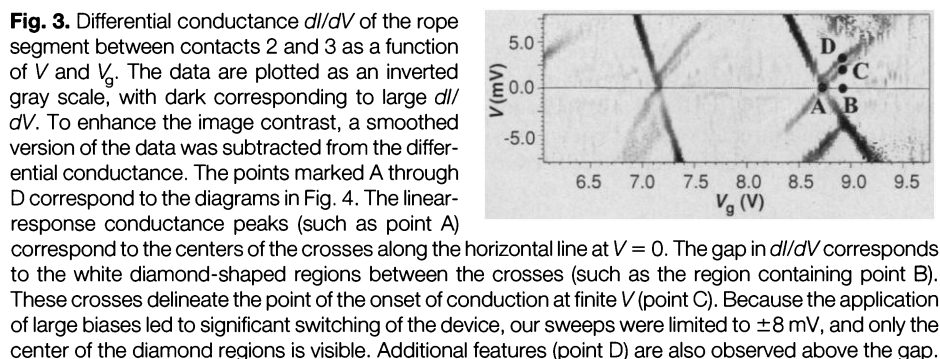 Fig. 3. Differential conductance dI/dV of the rope
segment between contacts 2 and 3 as a function
of V and Vg. The data are plotted as an inverted
gray scale, with dark corresponding to large dI/
dV. To enhance the image contrast, a smoothed
version of the data was subtracted from the differ-
ential conductance. The points marked A through
D correspond to the diagrams in Fig. 4. The linear-
response conductance peaks (such as point A)
correspond to the centers of the crosses along the horizontal line at V = 0. The gap in dI/dV corresponds
to the white diamond-shaped regions between the crosses (such as the region containing point B).
These crosses delineate the point of the onset of conduction at finite V (point C). Because the application
of large biases led to significant switching of the device, our sweeps were limited to ±8 mV, and only the
center of the diamond regions is visible. Additional features (point D) are also observed above the gap.
V (mV)
5.0
0.0
-5.0
D
C
A B
6.5 7.0 7.5 8.0 8.5 9.0 9.5
Vg (V)